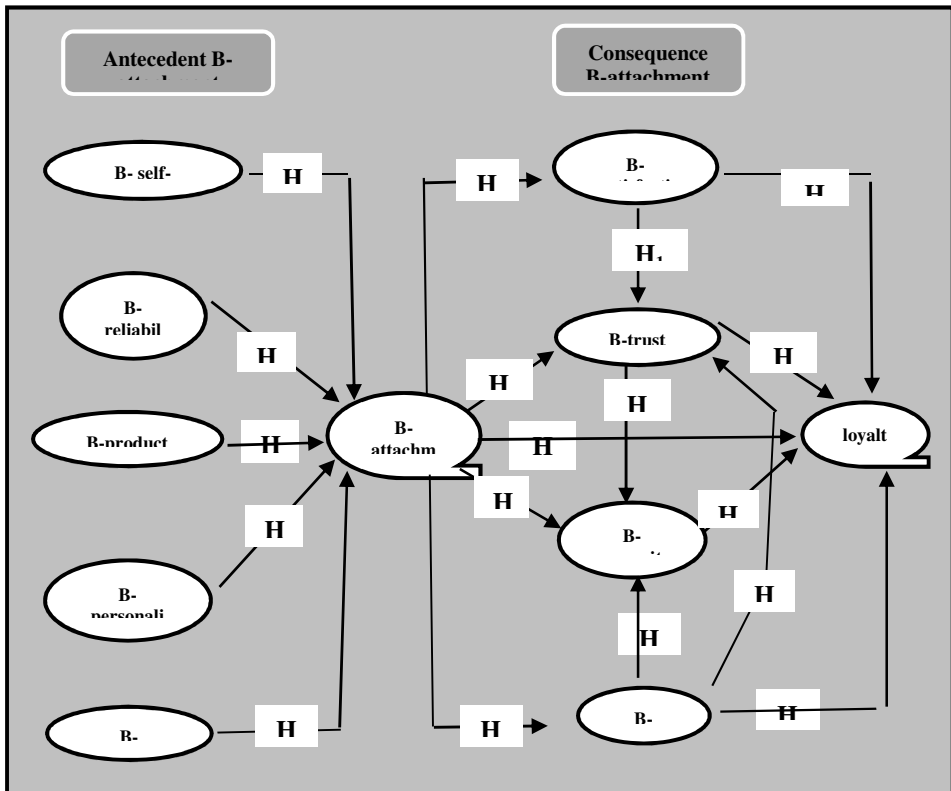 Antecedent B-
Consequence
B-attachment
B- self-
H
H
B-
H
H
B-
reliabil
H
B-trust
H
H
H
B-product
H
B-
attachm
H
loyalt
H
B-
H
H
B-
personali
H
H
B-
H
H
B-
H